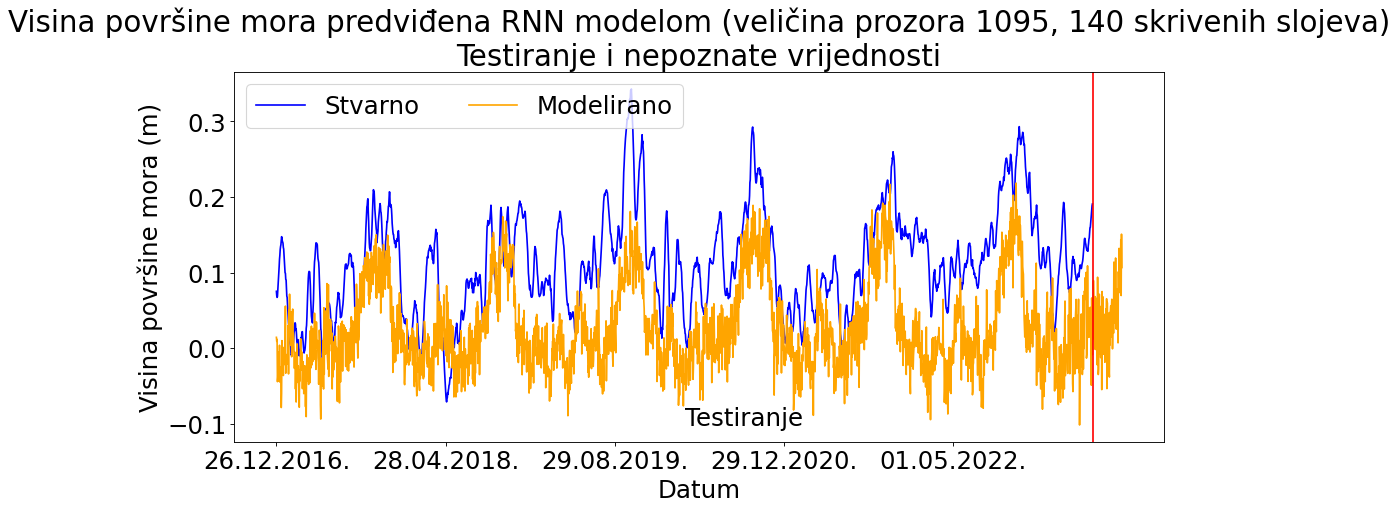 Visina površine mora predviđena RNN modelom (veličina prozora 1095, 140 skrivenih slojeva)
Testiranje i nepoznate vrijednosti
Stvarno
Modelirano
Visina površine mora (m)
0.3
0.2
0.1
0.0
−0.1
Testiranje
26.12.2016.
28.04.2018.
29.08.2019.
29.12.2020.
01.05.2022.
Datum